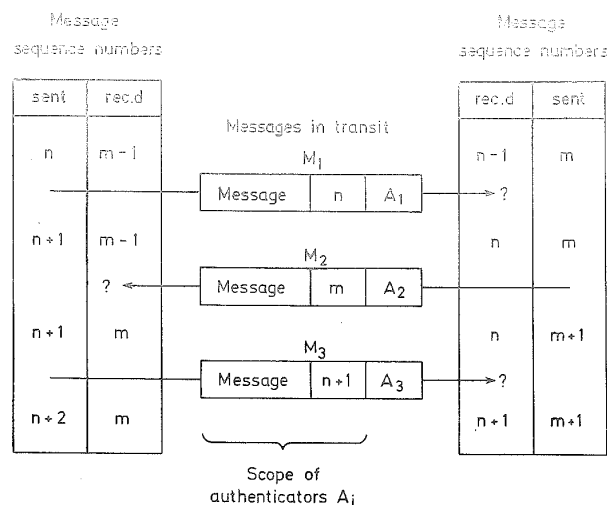 Message
sequence numbers
sent rec.d
Message
sequence numbers
rec.d sent
Messages in transit
n m-1
M1
n-1 m
Message n A1
?
n+1 m-1
n m
M2
?
Message m A2
n+1 m
n m+1
M3
Message n+1 A3
?
n+2 m
n+1 m+1
Scope of
authenticators Ai